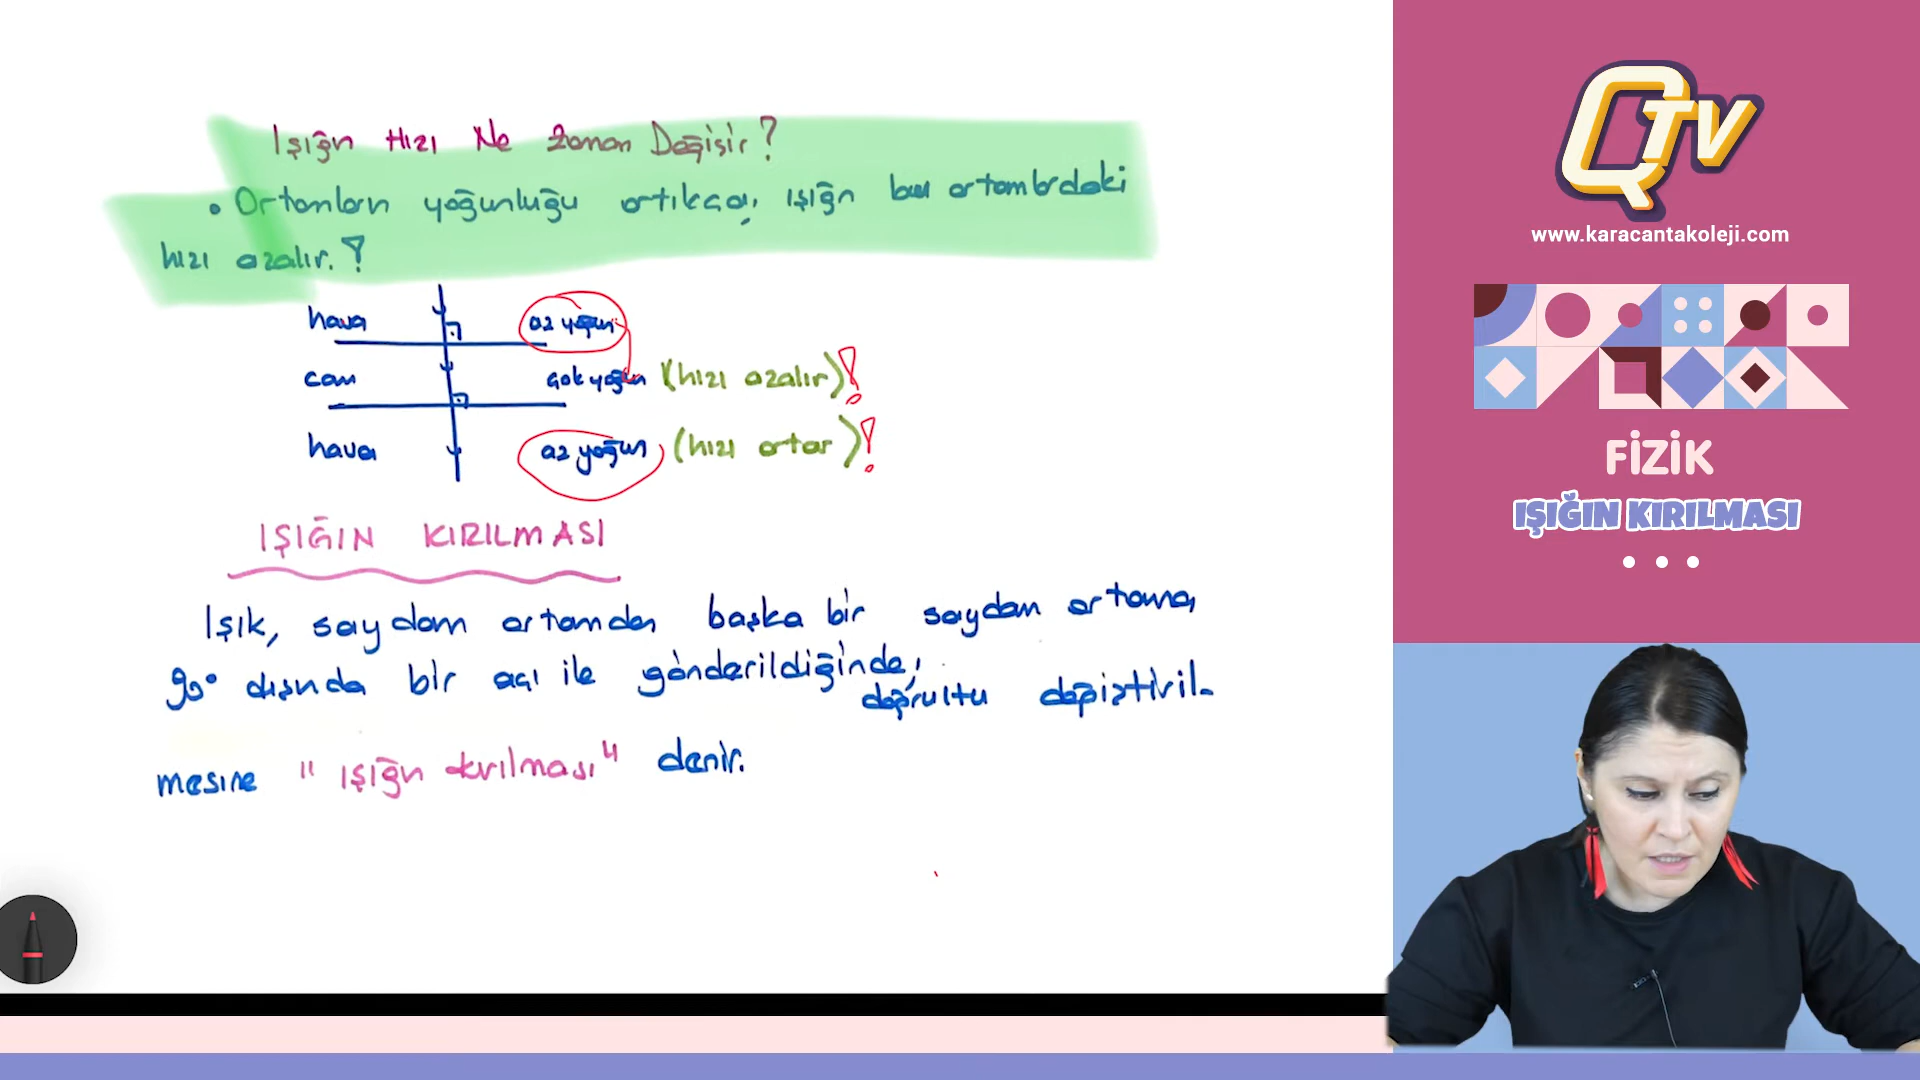 Işığın Hızı Ne Zaman Değişir?
• Ortamların yoğunluğu artıkça, ışığın bu ortamlardaki
hızı azalır.!
hava az yoğun
cam çok yoğun (hızı azalır)!
hava az yoğun (hızı artar)!
IŞIĞIN KIRILMASI
Işık, saydam ortamdan başka bir saydam ortama,
90° dışında bir açı ile gönderildiğinde,
doğrultu değiştiril-
mesine "ışığın kırılması" denir.
QTV
www.karacantakoleji.com
FİZİK
IŞIĞIN KIRILMASI